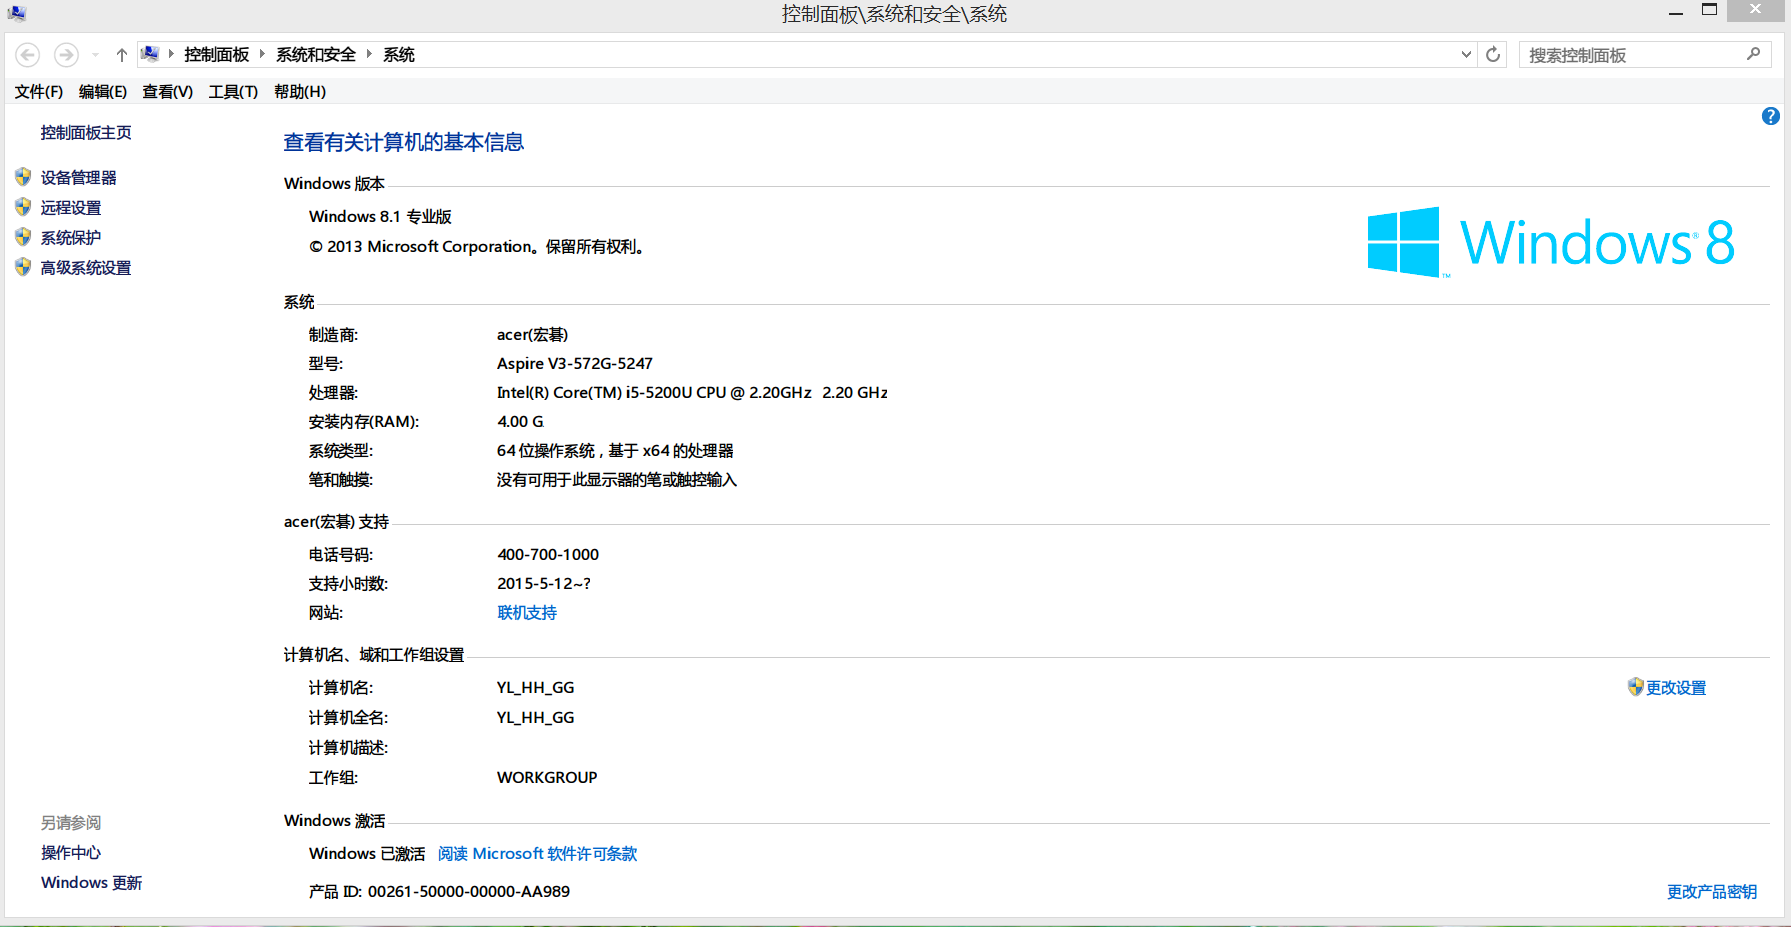 控制面板\系统和安全\系统
控制面板 系统和安全 系统
搜索控制面板
文件(F) 编辑(E) 查看(V) 工具(T) 帮助(H)
控制面板主页
设备管理器
远程设置
系统保护
高级系统设置
查看有关计算机的基本信息
Windows 版本
Windows 8.1 专业版
© 2013 Microsoft Corporation。保留所有权利。
Windows® 8
系统
制造商: acer(宏碁)
型号: Aspire V3-572G-5247
处理器: Intel(R) Core(TM) i5-5200U CPU @ 2.20GHz 2.20 GHz
安装内存(RAM): 4.00 G
系统类型: 64 位操作系统，基于 x64 的处理器
笔和触摸: 没有可用于此显示器的笔或触控输入
acer(宏碁) 支持
电话号码: 400-700-1000
支持小时数: 2015-5-12~?
网站: 联机支持
计算机名、域和工作组设置
计算机名: YL_HH_GG 更改设置
计算机全名: YL_HH_GG
计算机描述:
工作组: WORKGROUP
Windows 激活
Windows 已激活 阅读 Microsoft 软件许可条款
产品 ID: 00261-50000-00000-AA989 更改产品密钥
另请参阅
操作中心
Windows 更新